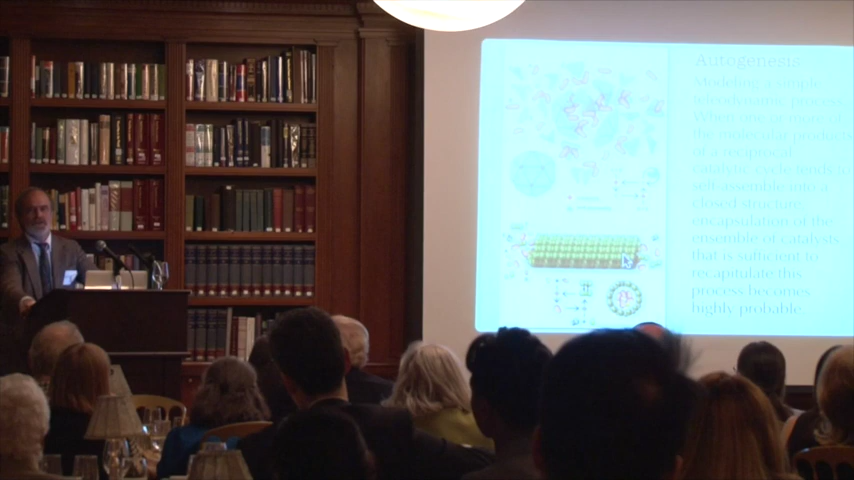 Autogenesis
Modeling a simple
teleodynamic process
When one or more of
the molecular products
of a reciprocal
catalytic cycle tends to
self-assemble into a
closed structure
encapsulation of the
ensemble of catalysts
that is sufficient to
recapitulate this
process becomes
highly probable.